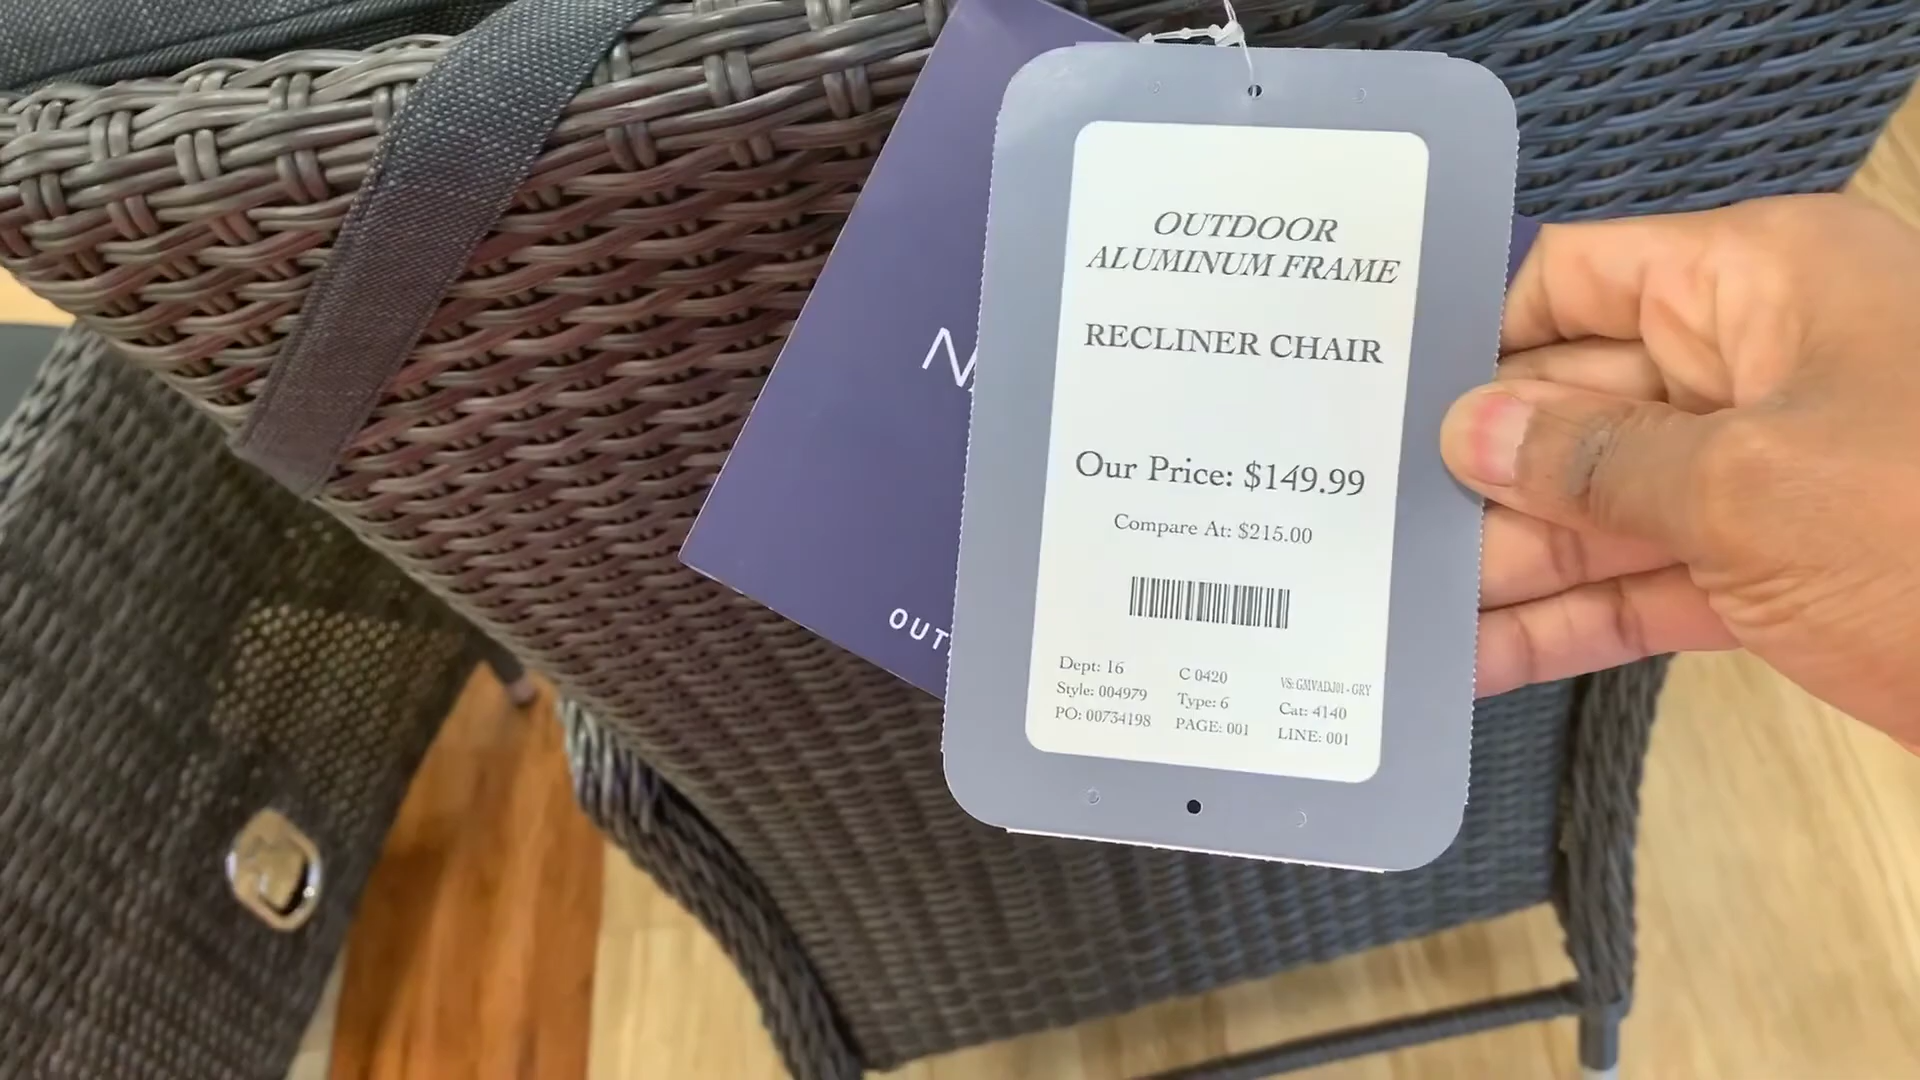 OUTDOOR
ALUMINUM FRAME
RECLINER CHAIR
Our Price: $149.99
Compare At: $215.00
Dept: 16 C 0420 VS: GMVADJ01 - GRY
Style: 004979 Type: 6 Cat: 4140
PO: 00734198 PAGE: 001 LINE: 001